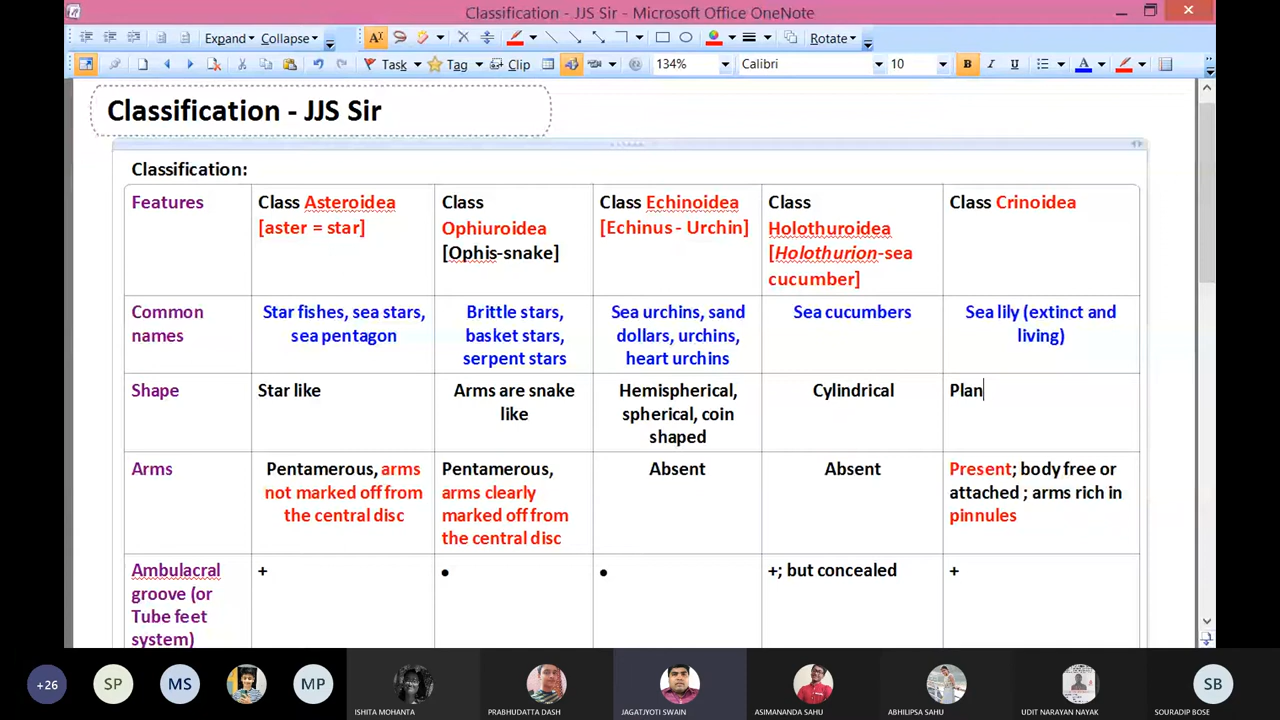 Classification - JJS Sir - Microsoft Office OneNote
Expand Collapse Rotate
Task Tag Clip 134% Calibri 10 B I U A
Classification - JJS Sir
Classification:
Features
Class Asteroidea
[aster = star]
Class
Ophiuroidea
[Ophis-snake]
Class Echinoidea
[Echinus - Urchin]
Class
Holothuroidea
[Holothurion-sea
cucumber]
Class Crinoidea
Common
names
Star fishes, sea stars,
sea pentagon
Brittle stars,
basket stars,
serpent stars
Sea urchins, sand
dollars, urchins,
heart urchins
Sea cucumbers
Sea lily (extinct and
living)
Shape
Star like
Arms are snake
like
Hemispherical,
spherical, coin
shaped
Cylindrical
Plan
Arms
Pentamerous, arms
not marked off from
the central disc
Pentamerous,
arms clearly
marked off from
the central disc
Absent
Absent
Present; body free or
attached ; arms rich in
pinnules
Ambulacral
groove (or
Tube feet
system)
+
•
•
+; but concealed
+
+26
SP
MS
MP
ISHITA MOHANTA
PRABHUDATTA DASH
JAGATJYOTI SWAIN
ASIMANANDA SAHU
ABHILIPSA SAHU
UDIT NARAYAN NAYAK
SB
SOURADIP BOSE